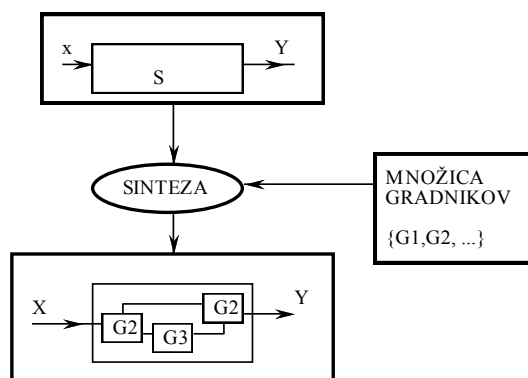 x Y
S
SINTEZA
MNOŽICA
GRADNIKOV
{G1,G2, ...}
X Y
G2
G2 G3